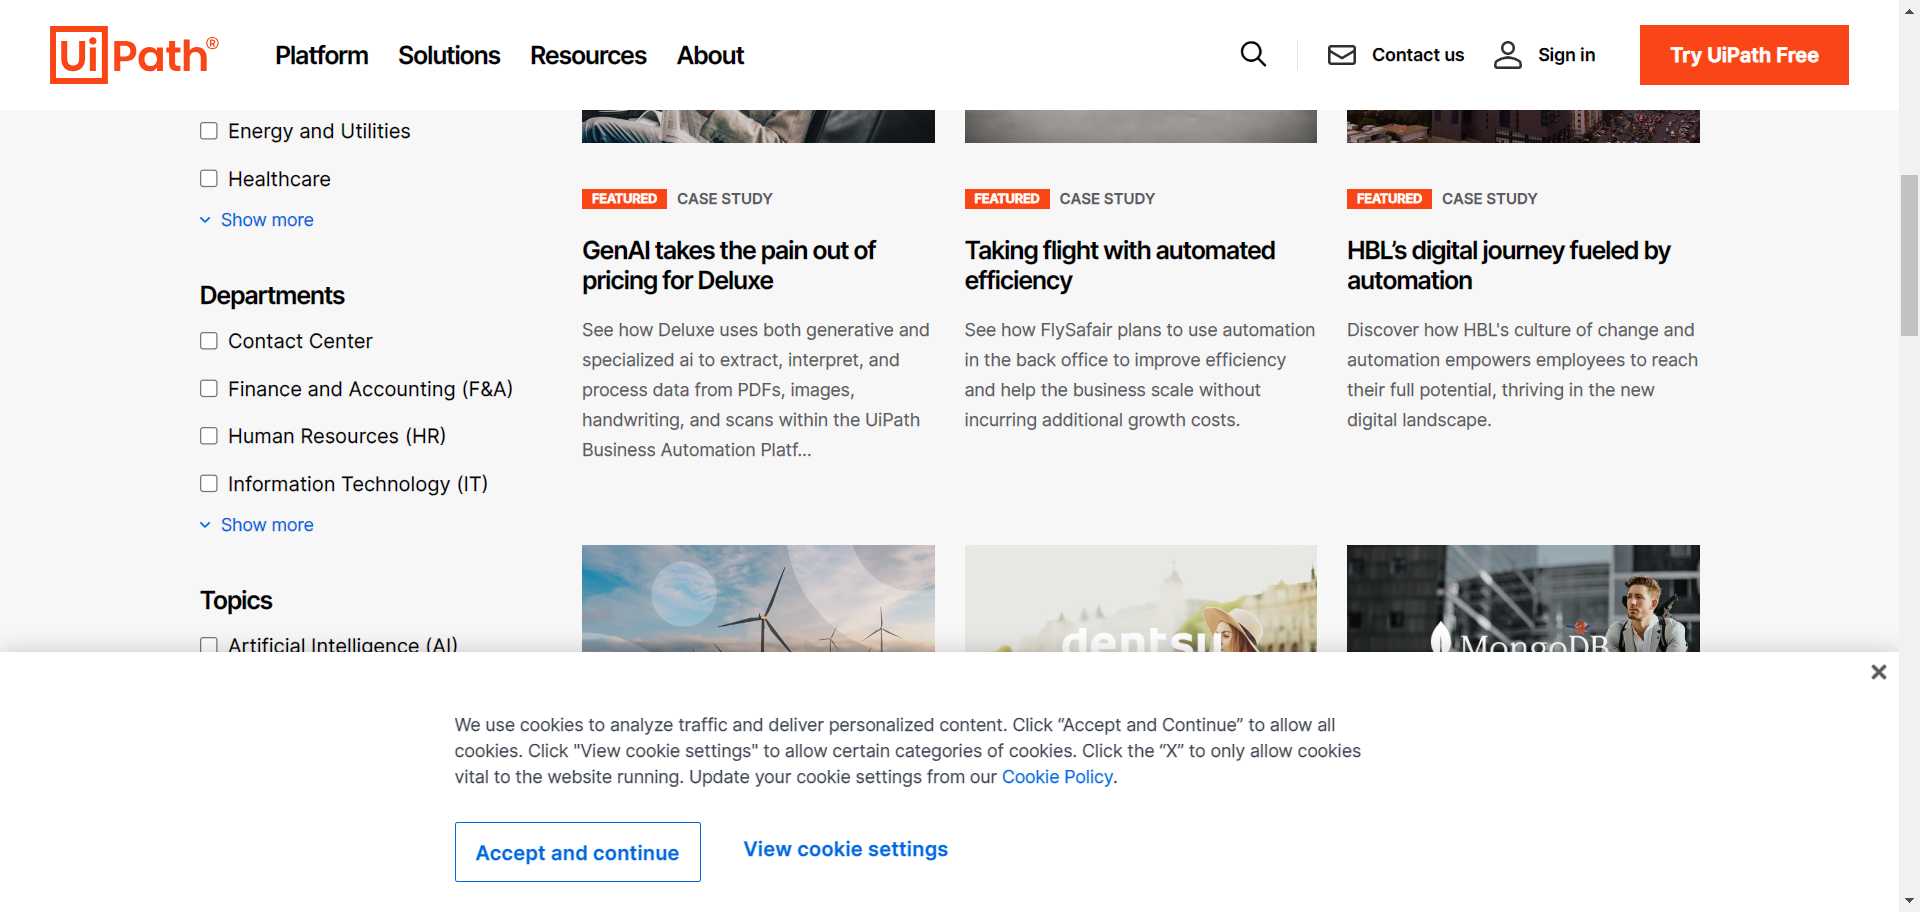 UiPath®
Platform
Solutions
Resources
About
Contact us
Sign in
Try UiPath Free
Energy and Utilities
Healthcare
Show more
Departments
Contact Center
Finance and Accounting (F&A)
Human Resources (HR)
Information Technology (IT)
Show more
Topics
Artificial Intelligence (AI)
FEATURED CASE STUDY
GenAI takes the pain out of
pricing for Deluxe
See how Deluxe uses both generative and
specialized ai to extract, interpret, and
process data from PDFs, images,
handwriting, and scans within the UiPath
Business Automation Platf...
FEATURED CASE STUDY
Taking flight with automated
efficiency
See how FlySafair plans to use automation
in the back office to improve efficiency
and help the business scale without
incurring additional growth costs.
FEATURED CASE STUDY
HBL’s digital journey fueled by
automation
Discover how HBL's culture of change and
automation empowers employees to reach
their full potential, thriving in the new
digital landscape.
dentsu
MongoDB
We use cookies to analyze traffic and deliver personalized content. Click “Accept and Continue” to allow all
cookies. Click "View cookie settings" to allow certain categories of cookies. Click the “X” to only allow cookies
vital to the website running. Update your cookie settings from our Cookie Policy.
Accept and continue
View cookie settings